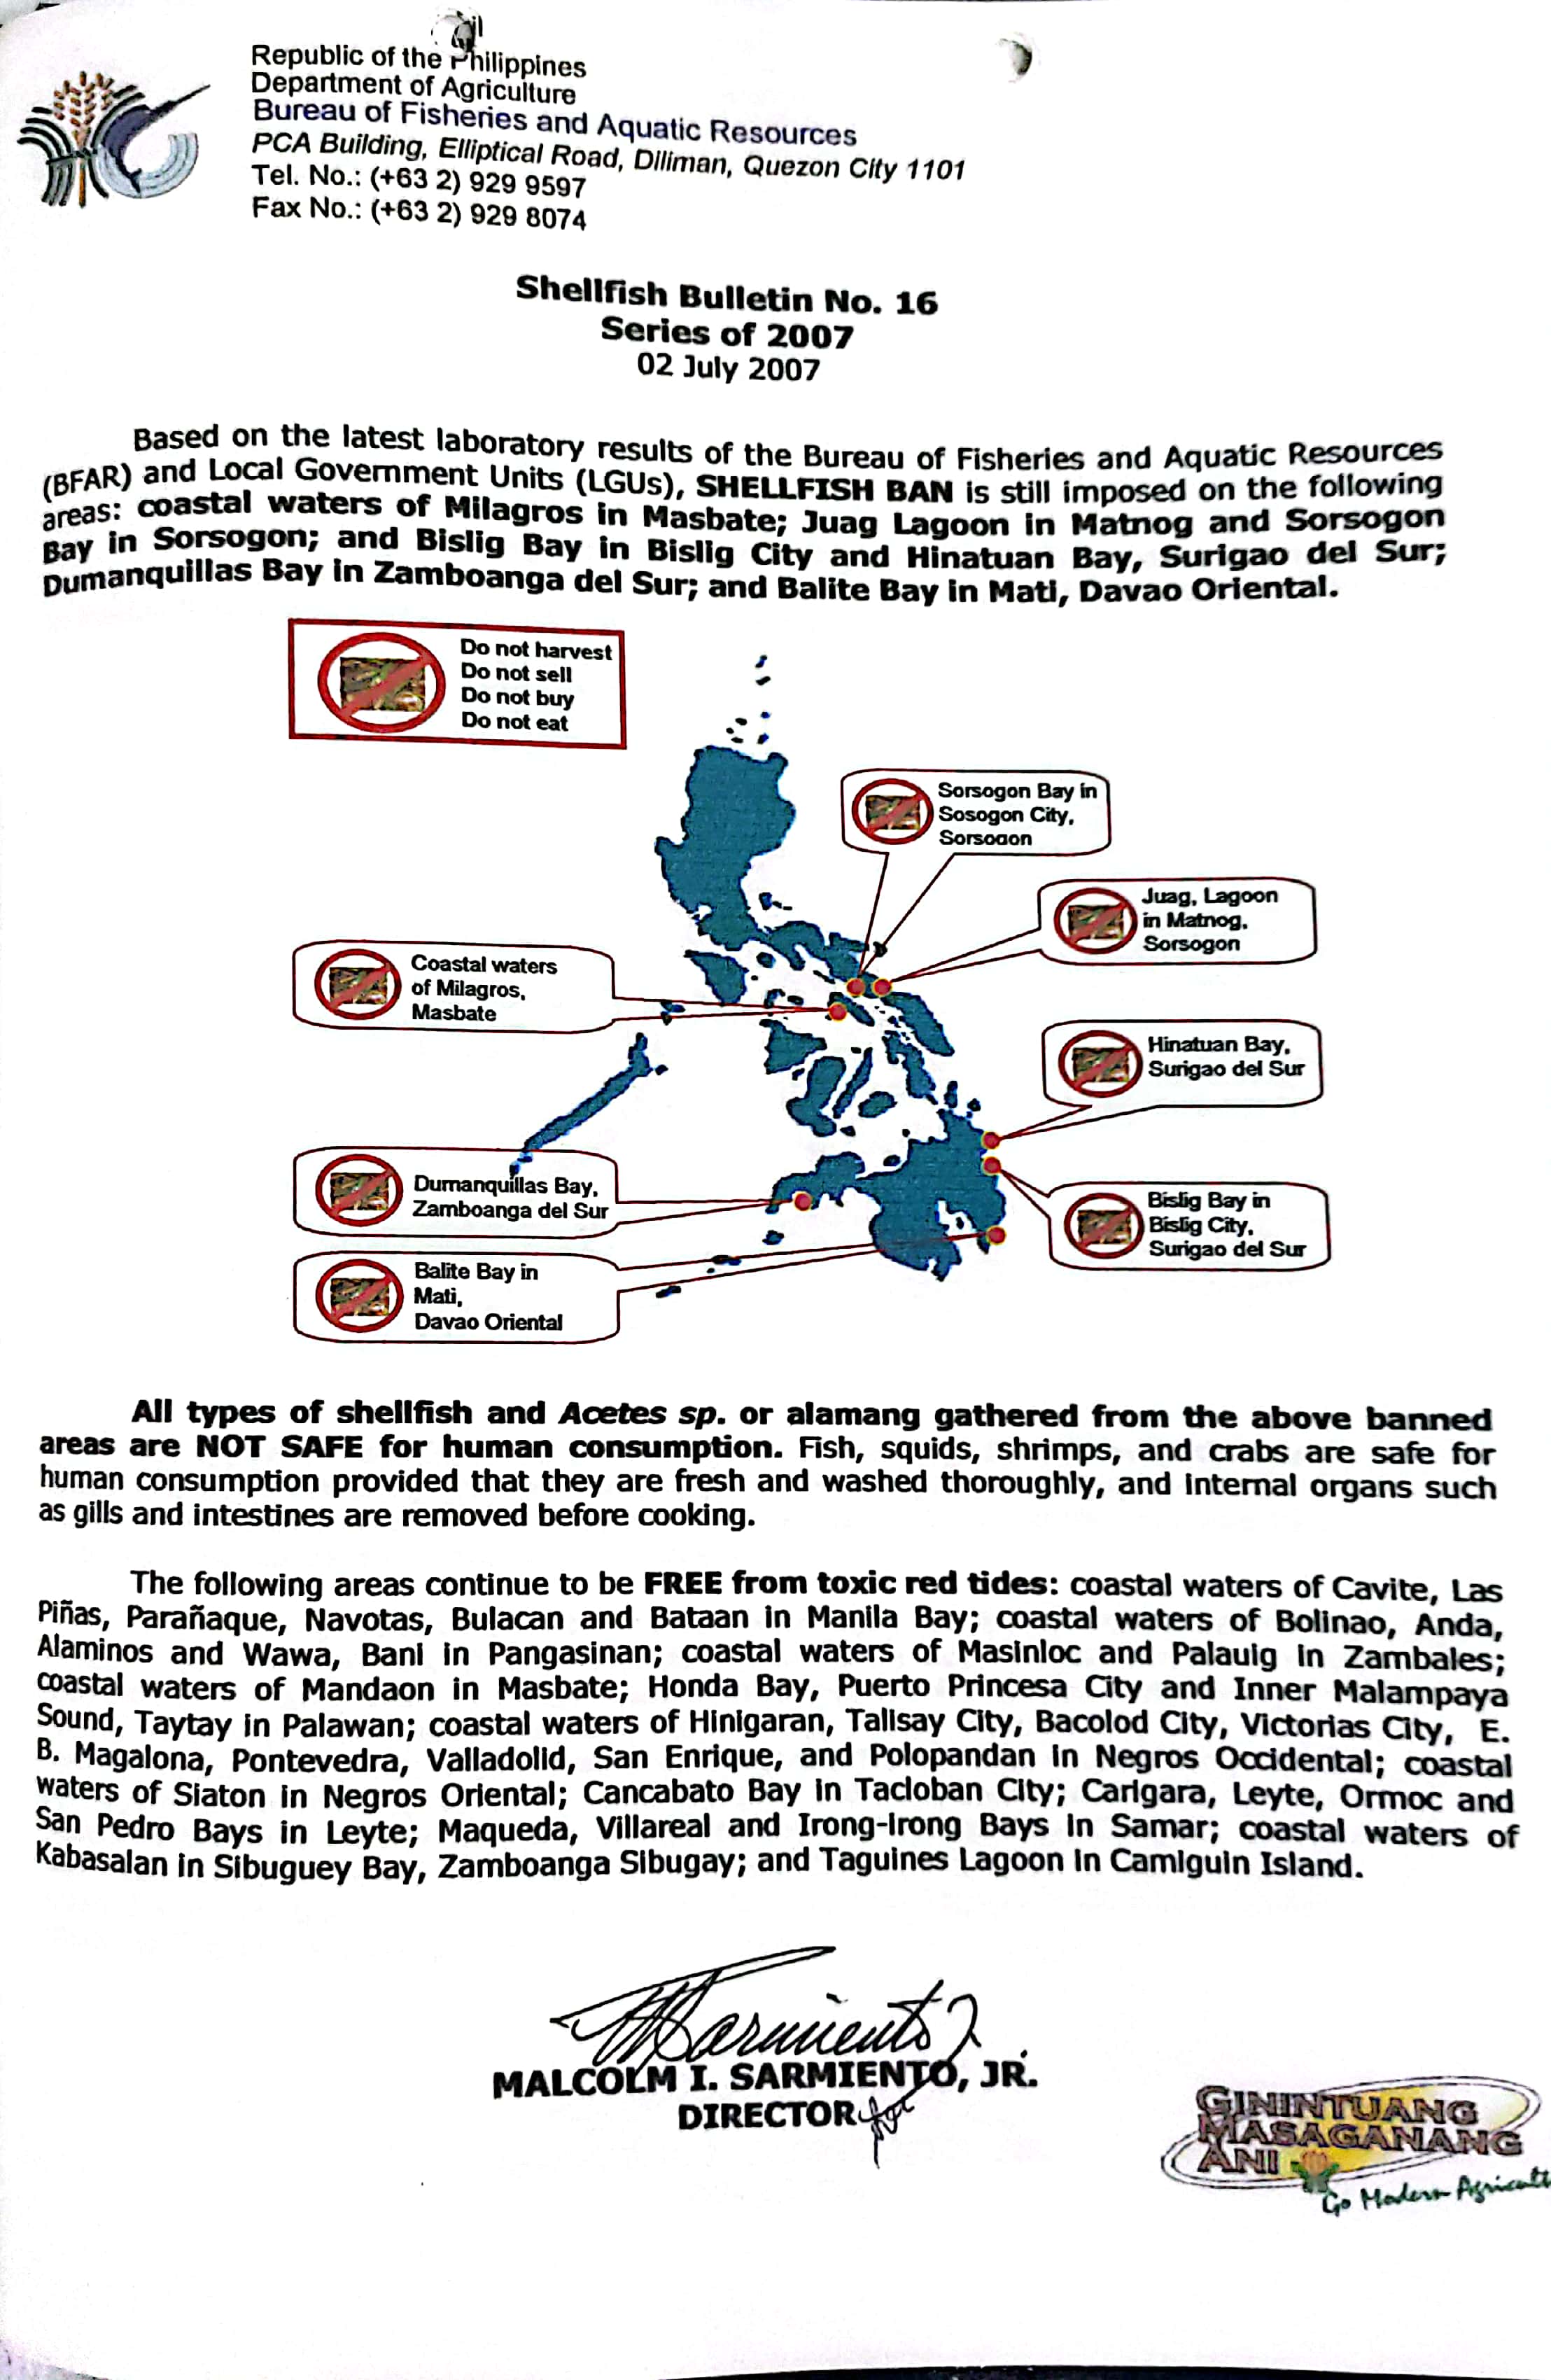 Republic of the Philippines
Department of Agriculture
Bureau of Fisheries and Aquatic Resources
PCA Building, Elliptical Road, Diliman, Quezon City 1101
Tel. No.: (+63 2) 929 9597
Fax No.: (+63 2) 929 8074
Shellfish Bulletin No. 16
Series of 2007
02 July 2007
Based on the latest laboratory results of the Bureau of Fisheries and Aquatic Resources
(BFAR) and Local Government Units (LGUs), SHELLFISH BAN is still imposed on the following
areas: coastal waters of Milagros in Masbate; Juag Lagoon in Matnog and Sorsogon
Bay in Sorsogon; and Bislig Bay in Bislig City and Hinatuan Bay, Surigao del Sur;
Dumanquillas Bay in Zamboanga del Sur; and Balite Bay in Mati, Davao Oriental.
Do not harvest
Do not sell
Do not buy
Do not eat
Sorsogon Bay in
Sosogon City,
Sorsogon
Juag, Lagoon
in Matnog,
Sorsogon
Coastal waters
of Milagros,
Masbate
Hinatuan Bay,
Surigao del Sur
Dumanquillas Bay,
Zamboanga del Sur
Bislig Bay in
Bislig City,
Surigao del Sur
Balite Bay in
Mati,
Davao Oriental
All types of shellfish and Acetes sp. or alamang gathered from the above banned
areas are NOT SAFE for human consumption. Fish, squids, shrimps, and crabs are safe for
human consumption provided that they are fresh and washed thoroughly, and internal organs such
as gills and intestines are removed before cooking.
The following areas continue to be FREE from toxic red tides: coastal waters of Cavite, Las
Piñas, Parañaque, Navotas, Bulacan and Bataan in Manila Bay; coastal waters of Bolinao, Anda,
Alaminos and Wawa, Bani in Pangasinan; coastal waters of Masinloc and Palauig in Zambales;
coastal waters of Mandaon in Masbate; Honda Bay, Puerto Princesa City and Inner Malampaya
Sound, Taytay in Palawan; coastal waters of Hinigaran, Talisay City, Bacolod City, Victorias City, E.
B. Magalona, Pontevedra, Valladolid, San Enrique, and Polopandan in Negros Occidental; coastal
waters of Siaton in Negros Oriental; Cancabato Bay in Tacloban City; Carigara, Leyte, Ormoc and
San Pedro Bays in Leyte; Maqueda, Villareal and Irong-Irong Bays in Samar; coastal waters of
Kabasalan in Sibuguey Bay, Zamboanga Sibugay; and Taguines Lagoon in Camiguin Island.
MALCOLM I. SARMIENTO, JR.
DIRECTOR
GININTUANG
MASAGANANG
ANI
Go Modern